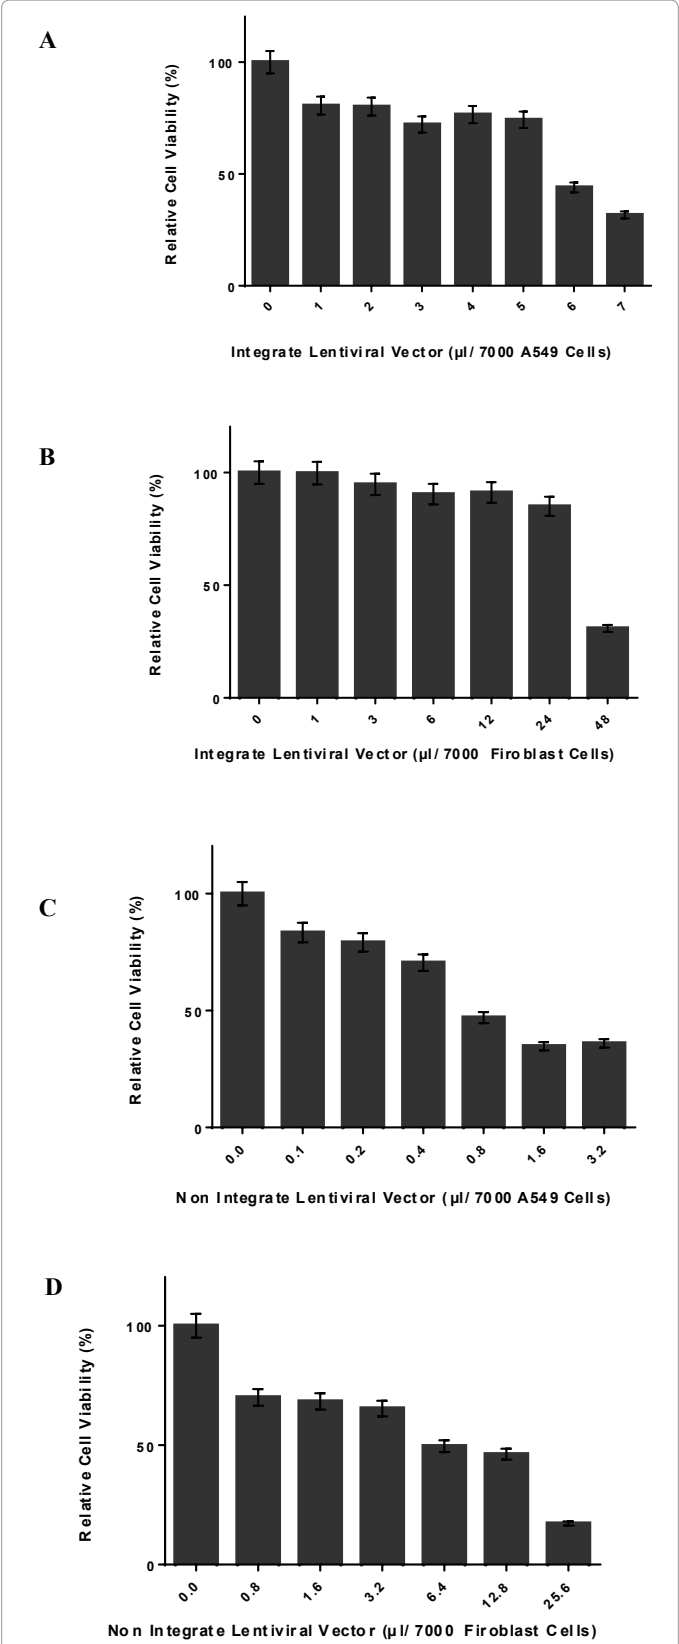 A
Relative Cell Viability (%)
100
50
0
0 1 2 3 4 5 6 7
Integrate Lentiviral Vector (µl/ 7000 A549 Cells)
B
Relative Cell Viability (%)
100
50
0
0 1 3 6 12 24 48
Integrate Lentiviral Vector (µl/ 7000 Firoblast Cells)
C
Relative Cell Viability (%)
100
50
0
0.0 0.1 0.2 0.4 0.8 1.6 3.2
Non Integrate Lentiviral Vector (µl/ 7000 A549 Cells)
D
Relative Cell Viability (%)
100
50
0
0.0 0.8 1.6 3.2 6.4 12.8 25.6
Non Integrate Lentiviral Vector (µl/ 7000 Firoblast Cells)